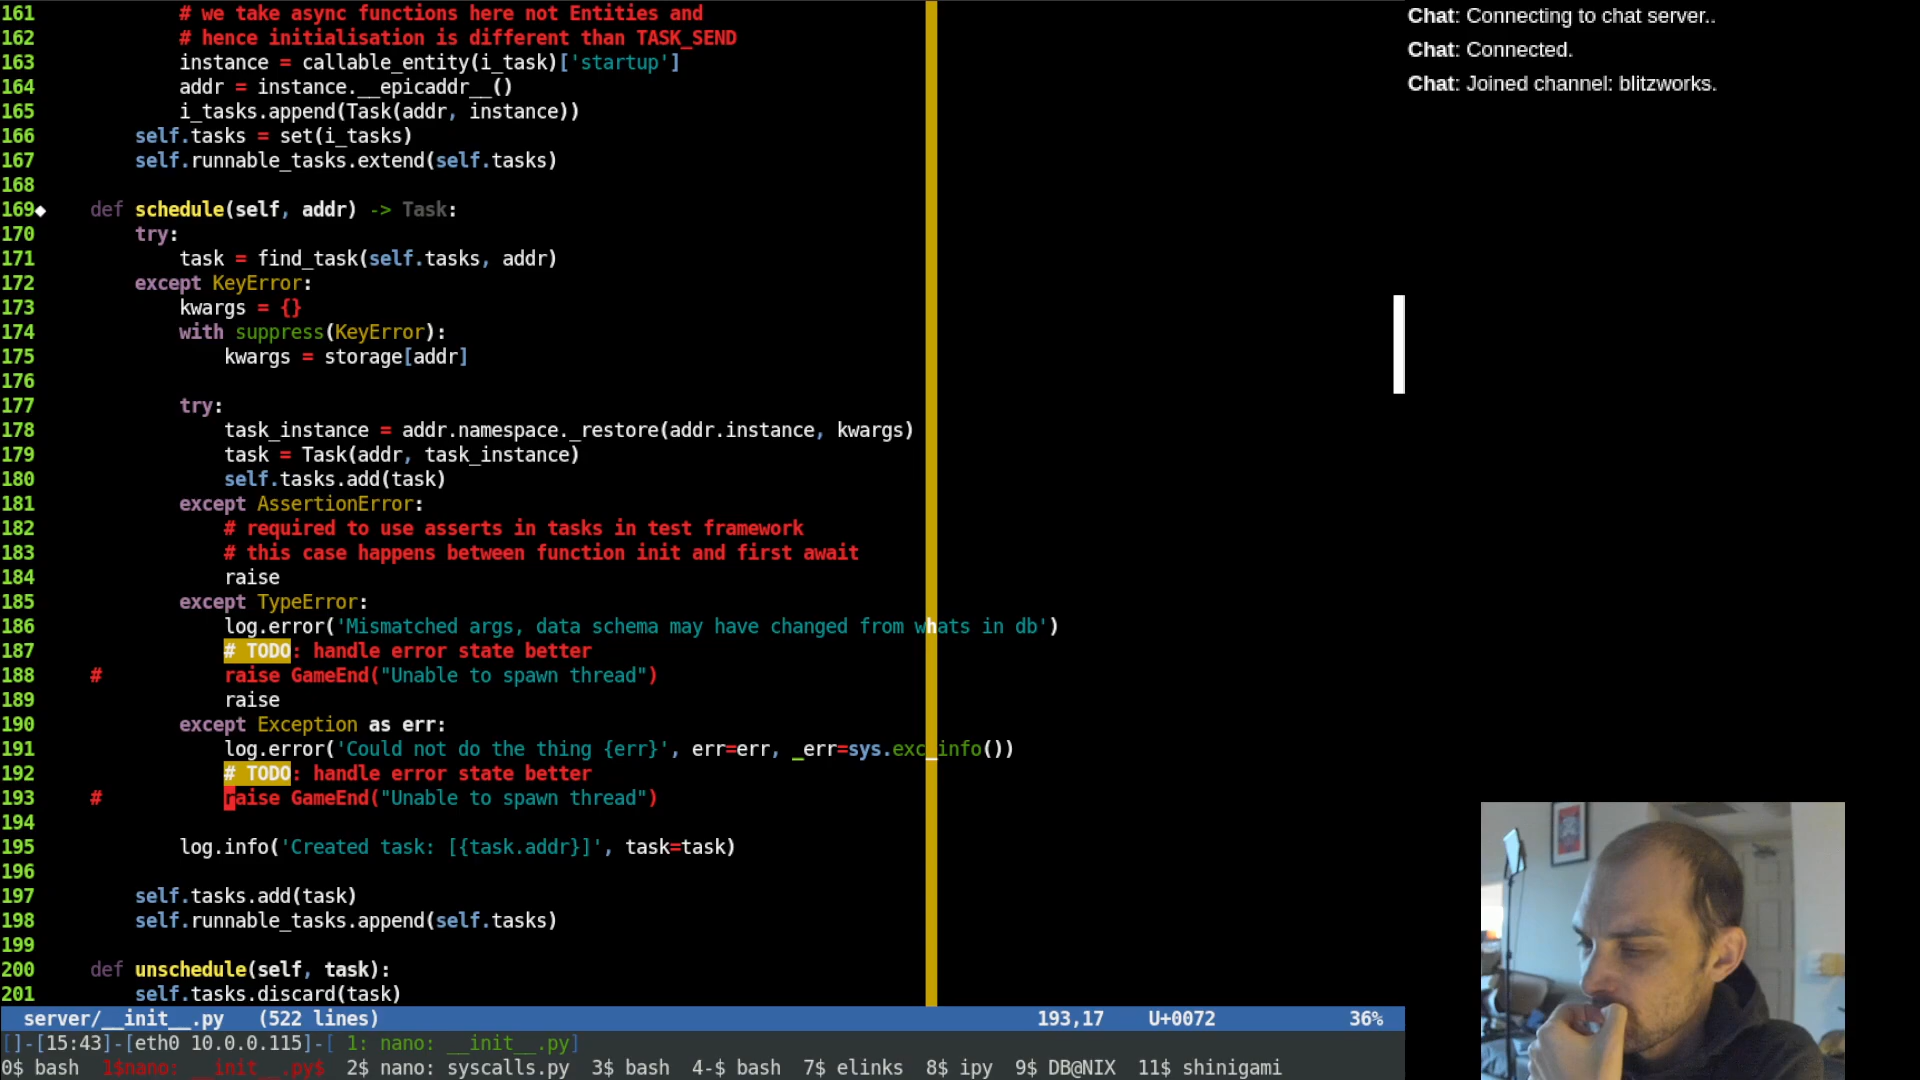 161             # we take async functions here not Entities and
162             # hence initialisation is different than TASK_SEND
163             instance = callable_entity(i_task)['startup']
164             addr = instance.__epicaddr__()
165             i_tasks.append(Task(addr, instance))
166         self.tasks = set(i_tasks)
167         self.runnable_tasks.extend(self.tasks)
168
169◆    def schedule(self, addr) -> Task:
170         try:
171             task = find_task(self.tasks, addr)
172         except KeyError:
173             kwargs = {}
174             with suppress(KeyError):
175                 kwargs = storage[addr]
176
177             try:
178                 task_instance = addr.namespace._restore(addr.instance, kwargs)
179                 task = Task(addr, task_instance)
180                 self.tasks.add(task)
181             except AssertionError:
182                 # required to use asserts in tasks in test framework
183                 # this case happens between function init and first await
184                 raise
185             except TypeError:
186                 log.error('Mismatched args, data schema may have changed from whats in db')
187                 # TODO: handle error state better
188     #           raise GameEnd("Unable to spawn thread")
189                 raise
190             except Exception as err:
191                 log.error('Could not do the thing {err}', err=err, _err=sys.exc_info())
192                 # TODO: handle error state better
193     #           raise GameEnd("Unable to spawn thread")
194
195             log.info('Created task: [{task.addr}]', task=task)
196
197         self.tasks.add(task)
198         self.runnable_tasks.append(self.tasks)
199
200     def unschedule(self, task):
201         self.tasks.discard(task)
server/__init__.py   (522 lines)   193,17   U+0072   36%
[]-[15:43]-[eth0 10.0.0.115]-[ 1: nano: __init__.py]
0$ bash  1$nano: __init__.py$  2$ nano: syscalls.py  3$ bash  4-$ bash  7$ elinks  8$ ipy  9$ DB@NIX  11$ shinigami
Chat: Connecting to chat server..
Chat: Connected.
Chat: Joined channel: blitzworks.